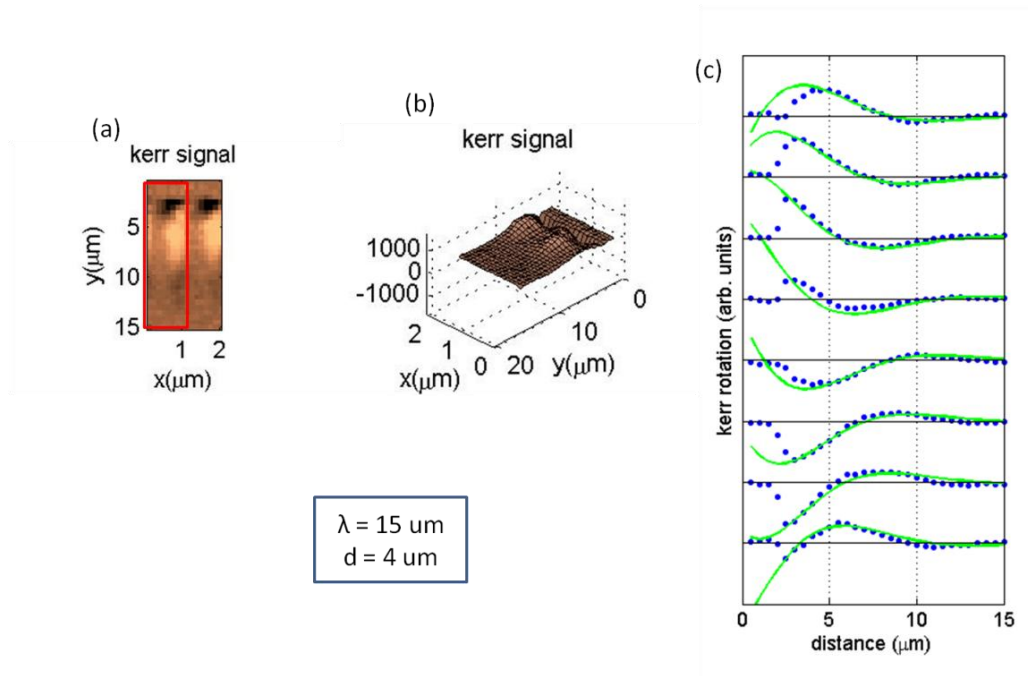 (a)
kerr signal
5
10
15
y(μm)
1 2
x(μm)
(b)
kerr signal
1000
0
-1000
2
1
0
x(μm)
20
10
0
y(μm)
(c)
kerr rotation (arb. units)
0 5 10 15
distance (μm)
λ = 15 um
d = 4 um